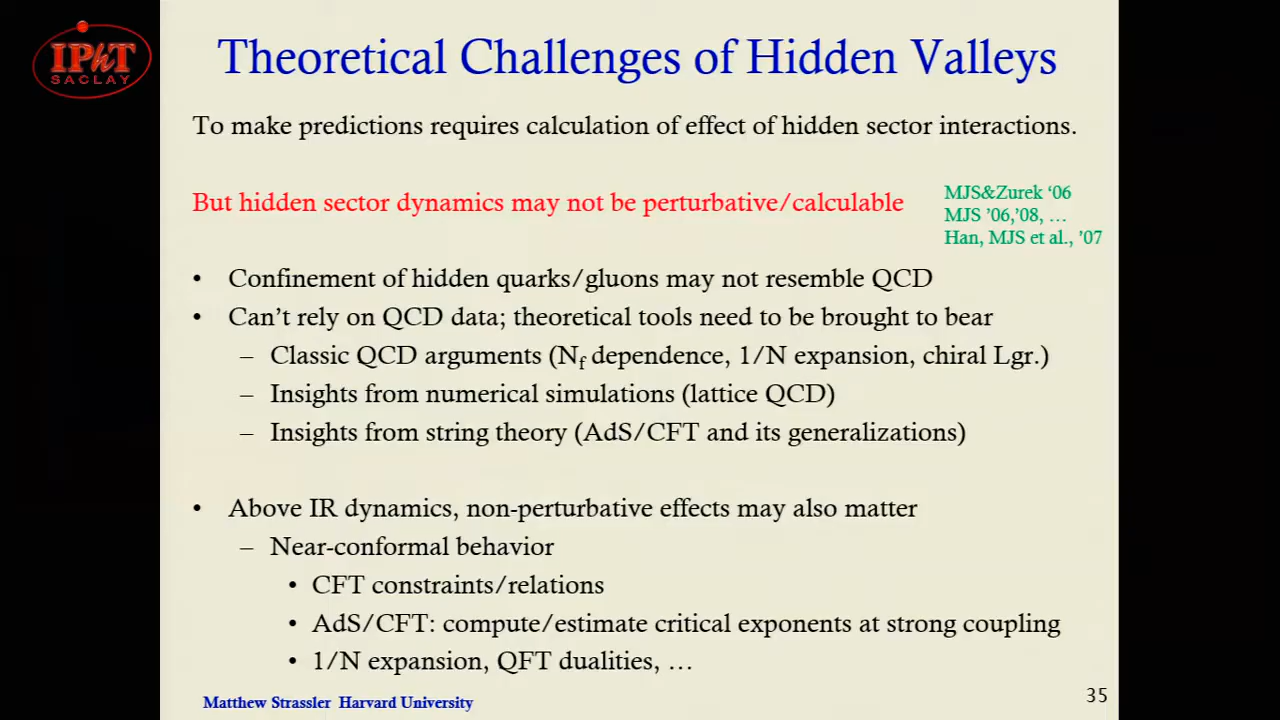 IPhT
SACLAY
Theoretical Challenges of Hidden Valleys
To make predictions requires calculation of effect of hidden sector interactions.
But hidden sector dynamics may not be perturbative/calculable
MJS&Zurek ‘06
MJS ’06,’08, …
Han, MJS et al., ’07
• Confinement of hidden quarks/gluons may not resemble QCD
• Can’t rely on QCD data; theoretical tools need to be brought to bear
– Classic QCD arguments (Nf dependence, 1/N expansion, chiral Lgr.)
– Insights from numerical simulations (lattice QCD)
– Insights from string theory (AdS/CFT and its generalizations)
• Above IR dynamics, non-perturbative effects may also matter
– Near-conformal behavior
• CFT constraints/relations
• AdS/CFT: compute/estimate critical exponents at strong coupling
• 1/N expansion, QFT dualities, …
Matthew Strassler Harvard University
35